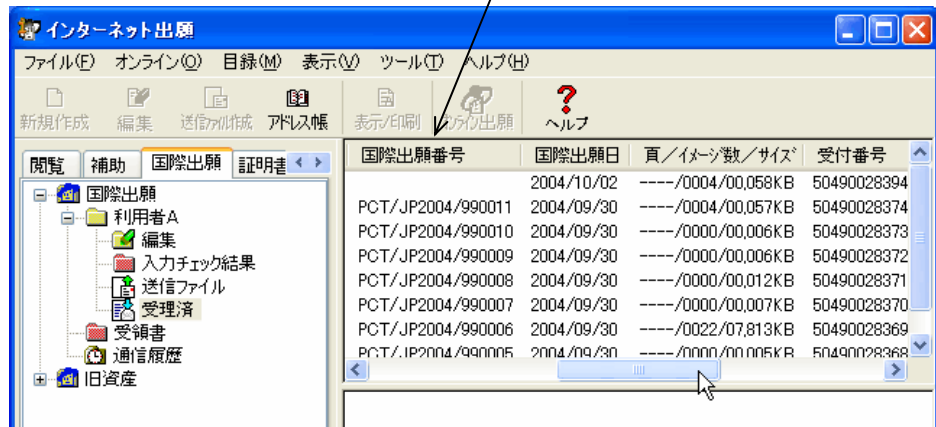 インターネット出願
ファイル(F) オンライン(O) 目録(M) 表示(V) ツール(T) ヘルプ(H)
新規作成 編集 送信ファイル作成 アドレス帳 表示/印刷 オンライン出願 ヘルプ
閲覧 補助 国際出願 証明書
国際出願
利用者A
編集
入力チェック結果
送信ファイル
受理済
受領書
通信履歴
旧資産
国際出願番号 国際出願日 頁/イメージ数/サイズ 受付番号
2004/10/02 ----/0004/00,058KB 50490028394
PCT/JP2004/990011 2004/09/30 ----/0004/00,057KB 50490028374
PCT/JP2004/990010 2004/09/30 ----/0000/00,006KB 50490028373
PCT/JP2004/990009 2004/09/30 ----/0000/00,006KB 50490028372
PCT/JP2004/990008 2004/09/30 ----/0000/00,012KB 50490028371
PCT/JP2004/990007 2004/09/30 ----/0000/00,007KB 50490028370
PCT/JP2004/990006 2004/09/30 ----/0022/07,813KB 50490028369
PCT/JP2004/990005 2004/09/30 ----/0000/00,005KB 50490028368